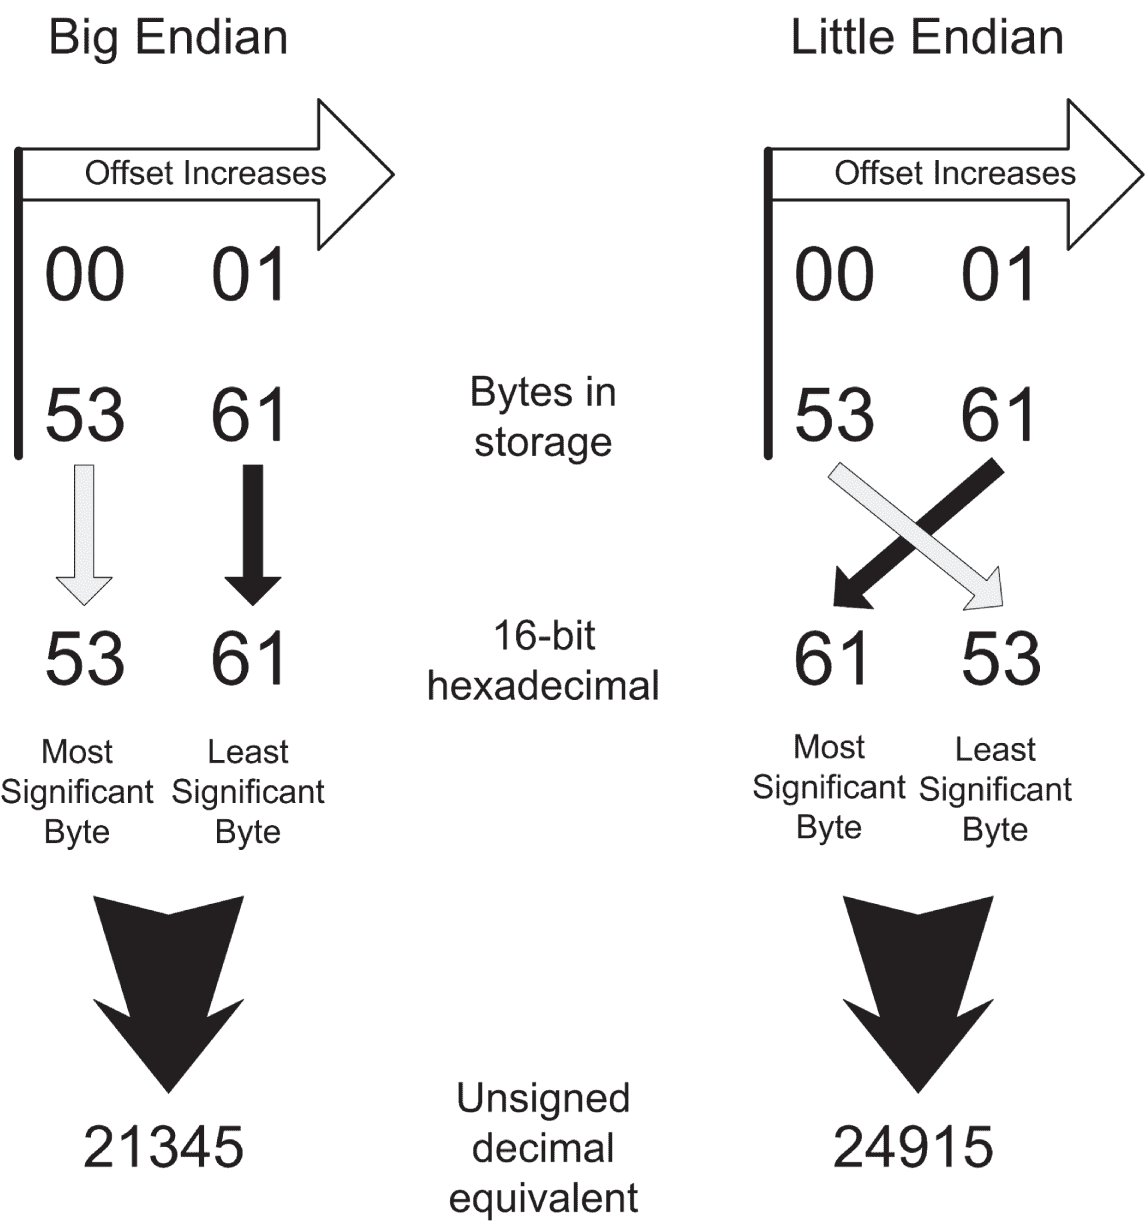 Big Endian
Little Endian
Offset Increases
Offset Increases
00 01
00 01
53 61
Bytes in
storage
53 61
53 61
16-bit
hexadecimal
61 53
Most
Significant
Byte
Least
Significant
Byte
Most
Significant
Byte
Least
Significant
Byte
21345
Unsigned
decimal
equivalent
24915